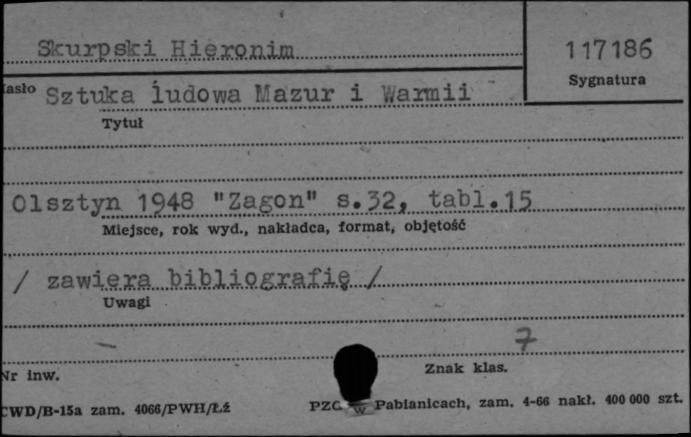 Skurpski Hieronim
117186
Sygnatura
asło Sztuka ludowa Mazur i Warmii
Tytuł
Olsztyn 1948 "Zagon" s.32, tabl.15
Miejsce, rok wyd., nakładca, format, objętość
/ zawiera bibliografię /
Uwagi
7
Nr inw.
Znak klas.
CWD/B-15a zam. 4066/PWH/Łź
PZG w Pabianicach, zam. 4-66 nakł. 400 000 szt.